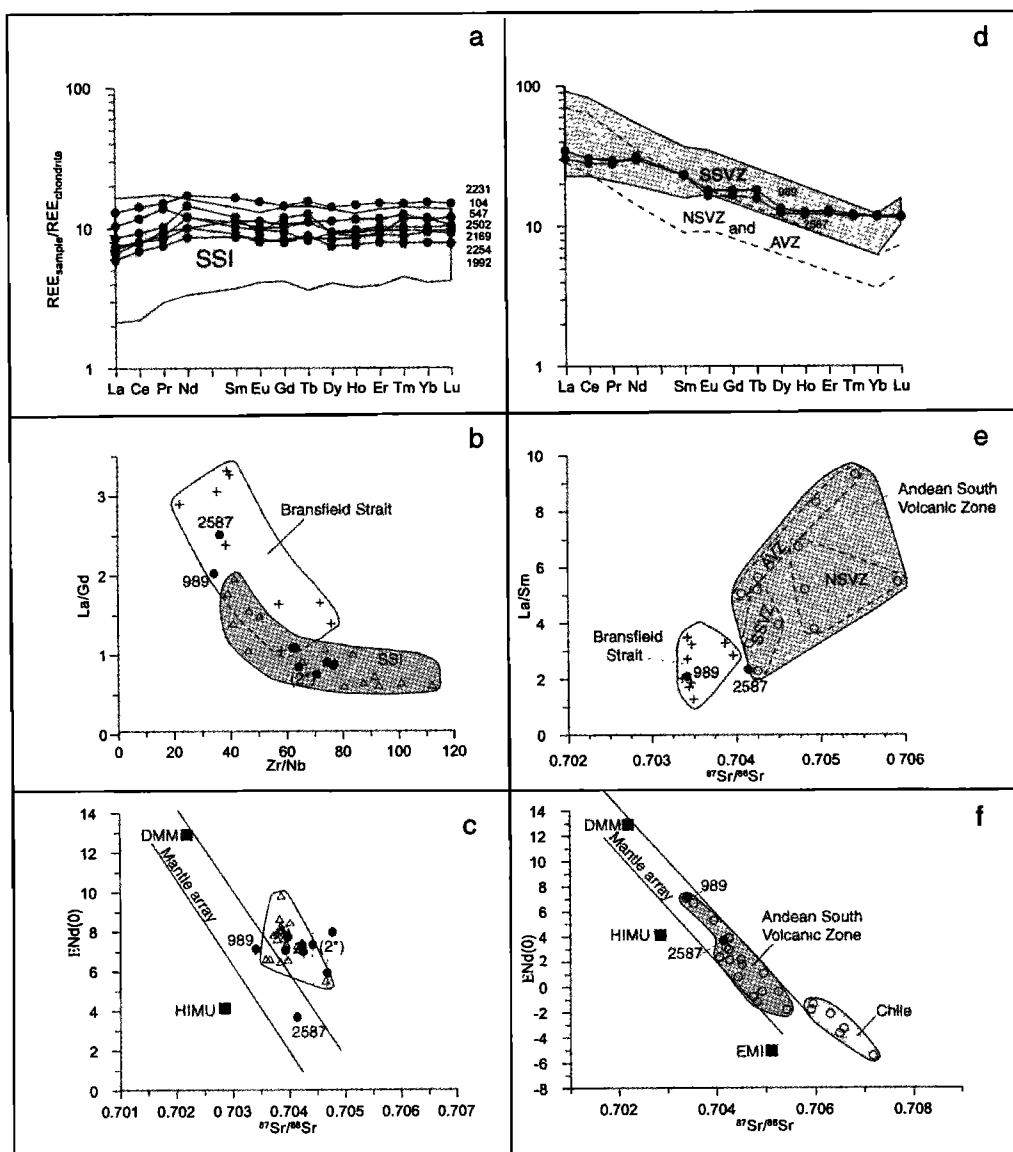 a
REEsample/REEchondrite
100
10
1
SSI
2231
104
547
2502
2169
2254
1992
La Ce Pr Nd Sm Eu Gd Tb Dy Ho Er Tm Yb Lu
d
100
10
1
SSVZ
989
2587
NSVZ
and
AVZ
La Ce Pr Nd Sm Eu Gd Tb Dy Ho Er Tm Yb Lu
b
La/Gd
3
2
1
0
2587
989
Bransfield Strait
SSI
(2*)
0 20 40 60 80 100 120
Zr/Nb
e
La/Sm
10
8
6
4
2
0
Andean South
Volcanic Zone
AVZ
NSVZ
SSVZ
Bransfield
Strait
989
2587
0.702 0.703 0.704 0.705 0.706
⁸⁷Sr/⁸⁶Sr
c
ENd(0)
14
12
10
8
6
4
2
0
DMM
Mantle array
989
(2*)
HIMU
2587
0.701 0.702 0.703 0.704 0.705 0.706 0.707
⁸⁷Sr/⁸⁶Sr
f
ENd(0)
14
12
10
8
6
4
2
0
-2
-4
-6
-8
DMM
Mantle array
989
HIMU
Andean South
Volcanic Zone
2587
Chile
EMI
0.702 0.704 0.706 0.708
⁸⁷Sr/⁸⁶Sr